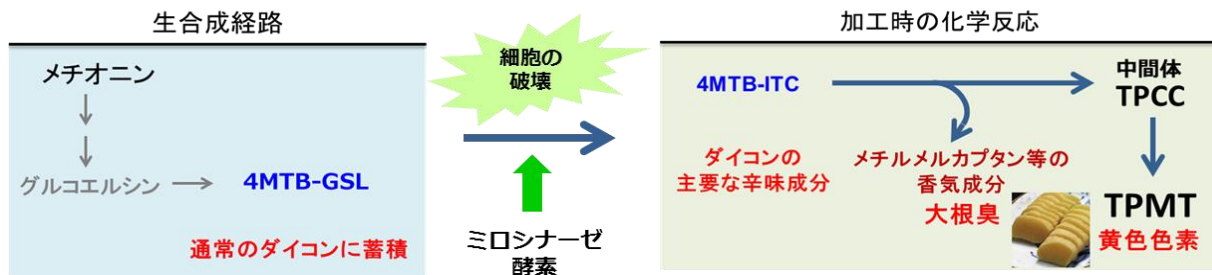 生合成経路
メチオニン
グルコエルシン
4MTB-GSL
通常のダイコンに蓄積
細胞の
破壊
ミロシナーゼ
酵素
加工時の化学反応
4MTB-ITC
ダイコンの
主要な辛味成分
メチルメルカプタン等の
香気成分
大根臭
中間体
TPCC
TPMT
黄色色素